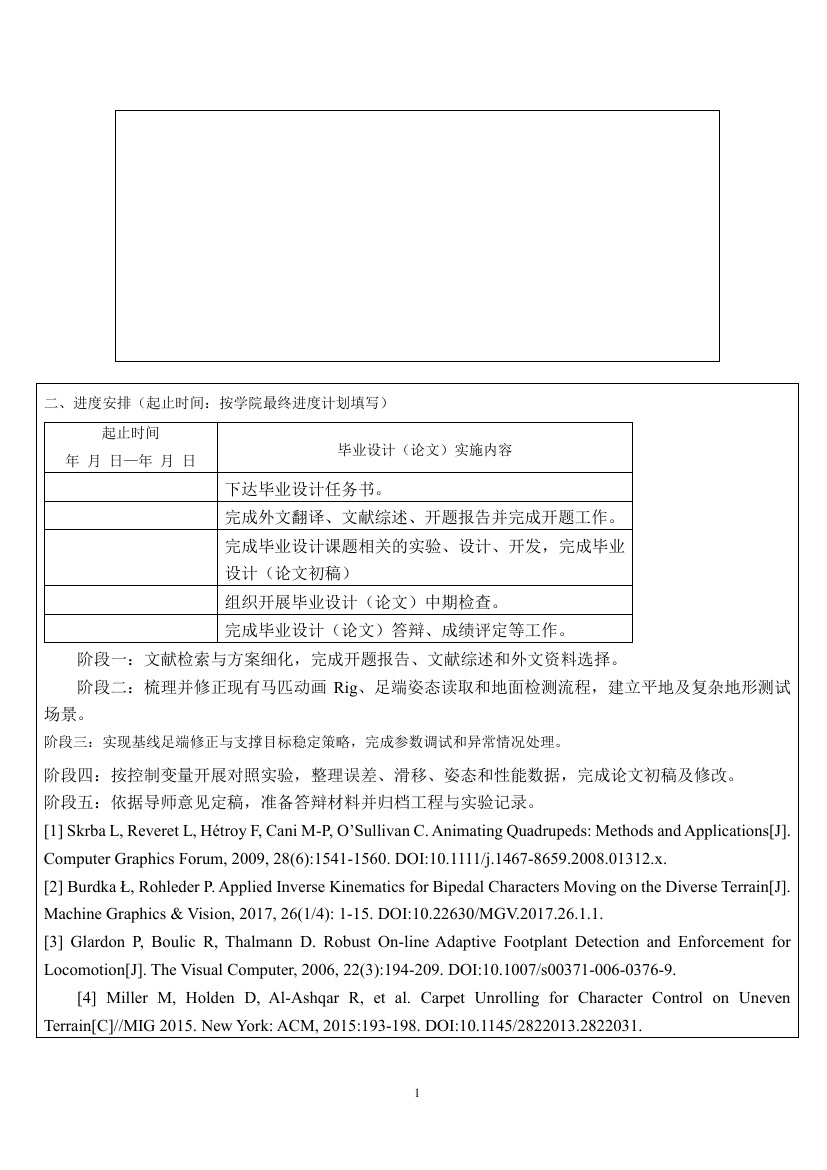 二、进度安排（起止时间：按学院最终进度计划填写）
起止时间
年 月 日—年 月 日
毕业设计（论文）实施内容
下达毕业设计任务书。
完成外文翻译、文献综述、开题报告并完成开题工作。
完成毕业设计课题相关的实验、设计、开发，完成毕业
设计（论文初稿）
组织开展毕业设计（论文）中期检查。
完成毕业设计（论文）答辩、成绩评定等工作。
阶段一：文献检索与方案细化，完成开题报告、文献综述和外文资料选择。
阶段二：梳理并修正现有马匹动画 Rig、足端姿态读取和地面检测流程，建立平地及复杂地形测试
场景。
阶段三：实现基线足端修正与支撑目标稳定策略，完成参数调试和异常情况处理。
阶段四：按控制变量开展对照实验，整理误差、滑移、姿态和性能数据，完成论文初稿及修改。
阶段五：依据导师意见定稿，准备答辩材料并归档工程与实验记录。
[1] Skrba L, Reveret L, Hétroy F, Cani M-P, O’Sullivan C. Animating Quadrupeds: Methods and Applications[J].
Computer Graphics Forum, 2009, 28(6):1541-1560. DOI:10.1111/j.1467-8659.2008.01312.x.
[2] Burdka Ł, Rohleder P. Applied Inverse Kinematics for Bipedal Characters Moving on the Diverse Terrain[J].
Machine Graphics & Vision, 2017, 26(1/4): 1-15. DOI:10.22630/MGV.2017.26.1.1.
[3] Glardon P, Boulic R, Thalmann D. Robust On-line Adaptive Footplant Detection and Enforcement for
Locomotion[J]. The Visual Computer, 2006, 22(3):194-209. DOI:10.1007/s00371-006-0376-9.
[4] Miller M, Holden D, Al-Ashqar R, et al. Carpet Unrolling for Character Control on Uneven
Terrain[C]//MIG 2015. New York: ACM, 2015:193-198. DOI:10.1145/2822013.2822031.
1